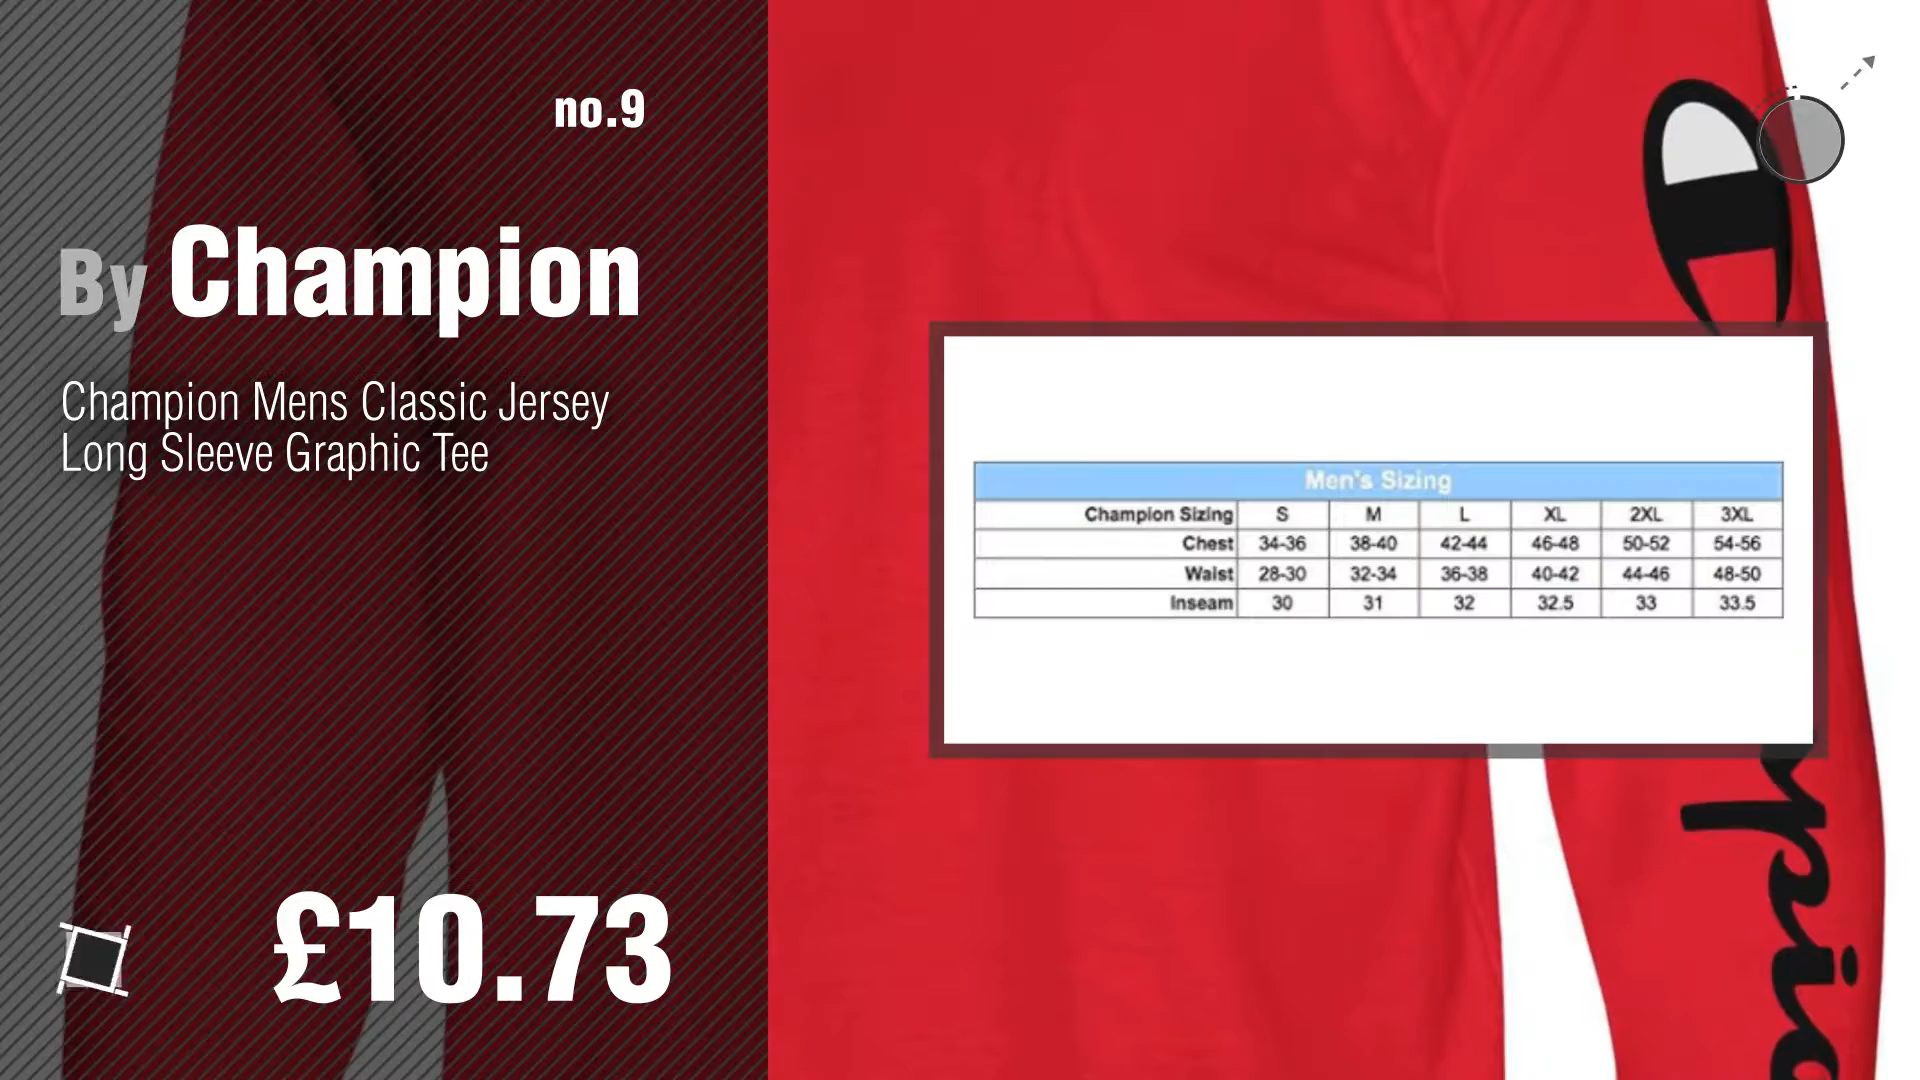 no.9
By Champion
Champion Mens Classic Jersey
Long Sleeve Graphic Tee
£10.73
Men's Sizing
Champion Sizing S M L XL 2XL 3XL
Chest 34-36 38-40 42-44 46-48 50-52 54-56
Waist 28-30 32-34 36-38 40-42 44-46 48-50
Inseam 30 31 32 32.5 33 33.5